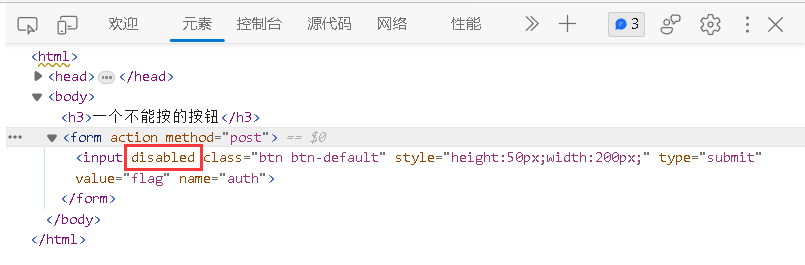 欢迎 元素 控制台 源代码 网络 性能 3
<html>
<head> </head>
<body>
<h3>一个不能按的按钮</h3>
<form action method="post"> == $0
<input disabled class="btn btn-default" style="height:50px;width:200px;" type="submit"
value="flag" name="auth">
</form>
</body>
</html>